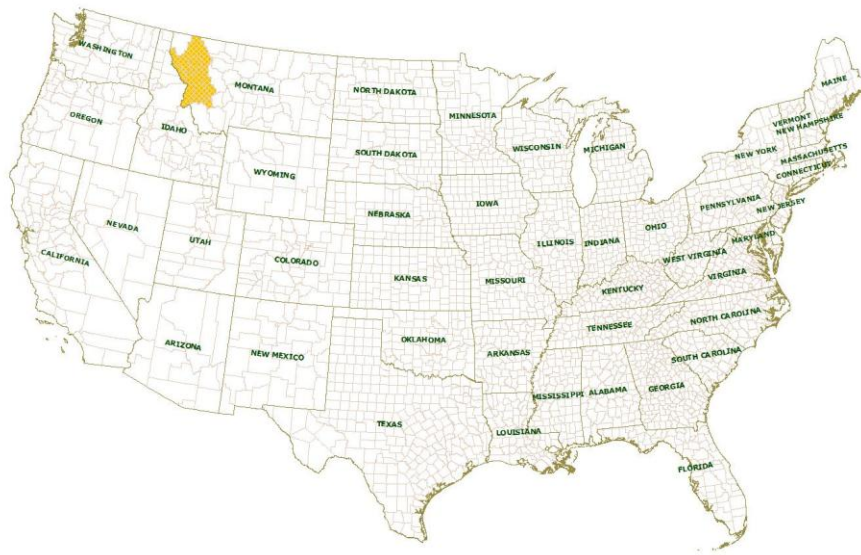 WASHINGTON
MAINE
MONTANA
NORTH DAKOTA
MINNESOTA
VERMONT
NEW HAMPSHIRE
OREGON
IDAHO
WISCONSIN
MICHIGAN
NEW YORK
MASSACHUSETTS
CONNECTICUT
SOUTH DAKOTA
WYOMING
IOWA
PENNSYLVANIA
NEW JERSEY
NEBRASKA
NEVADA
UTAH
ILLINOIS
INDIANA
OHIO
MARYLAND
WEST VIRGINIA
CALIFORNIA
COLORADO
KANSAS
MISSOURI
VIRGINIA
KENTUCKY
NORTH CAROLINA
TENNESSEE
ARIZONA
NEW MEXICO
OKLAHOMA
ARKANSAS
SOUTH CAROLINA
MISSISSIPPI
ALABAMA
GEORGIA
TEXAS
LOUISIANA
FLORIDA